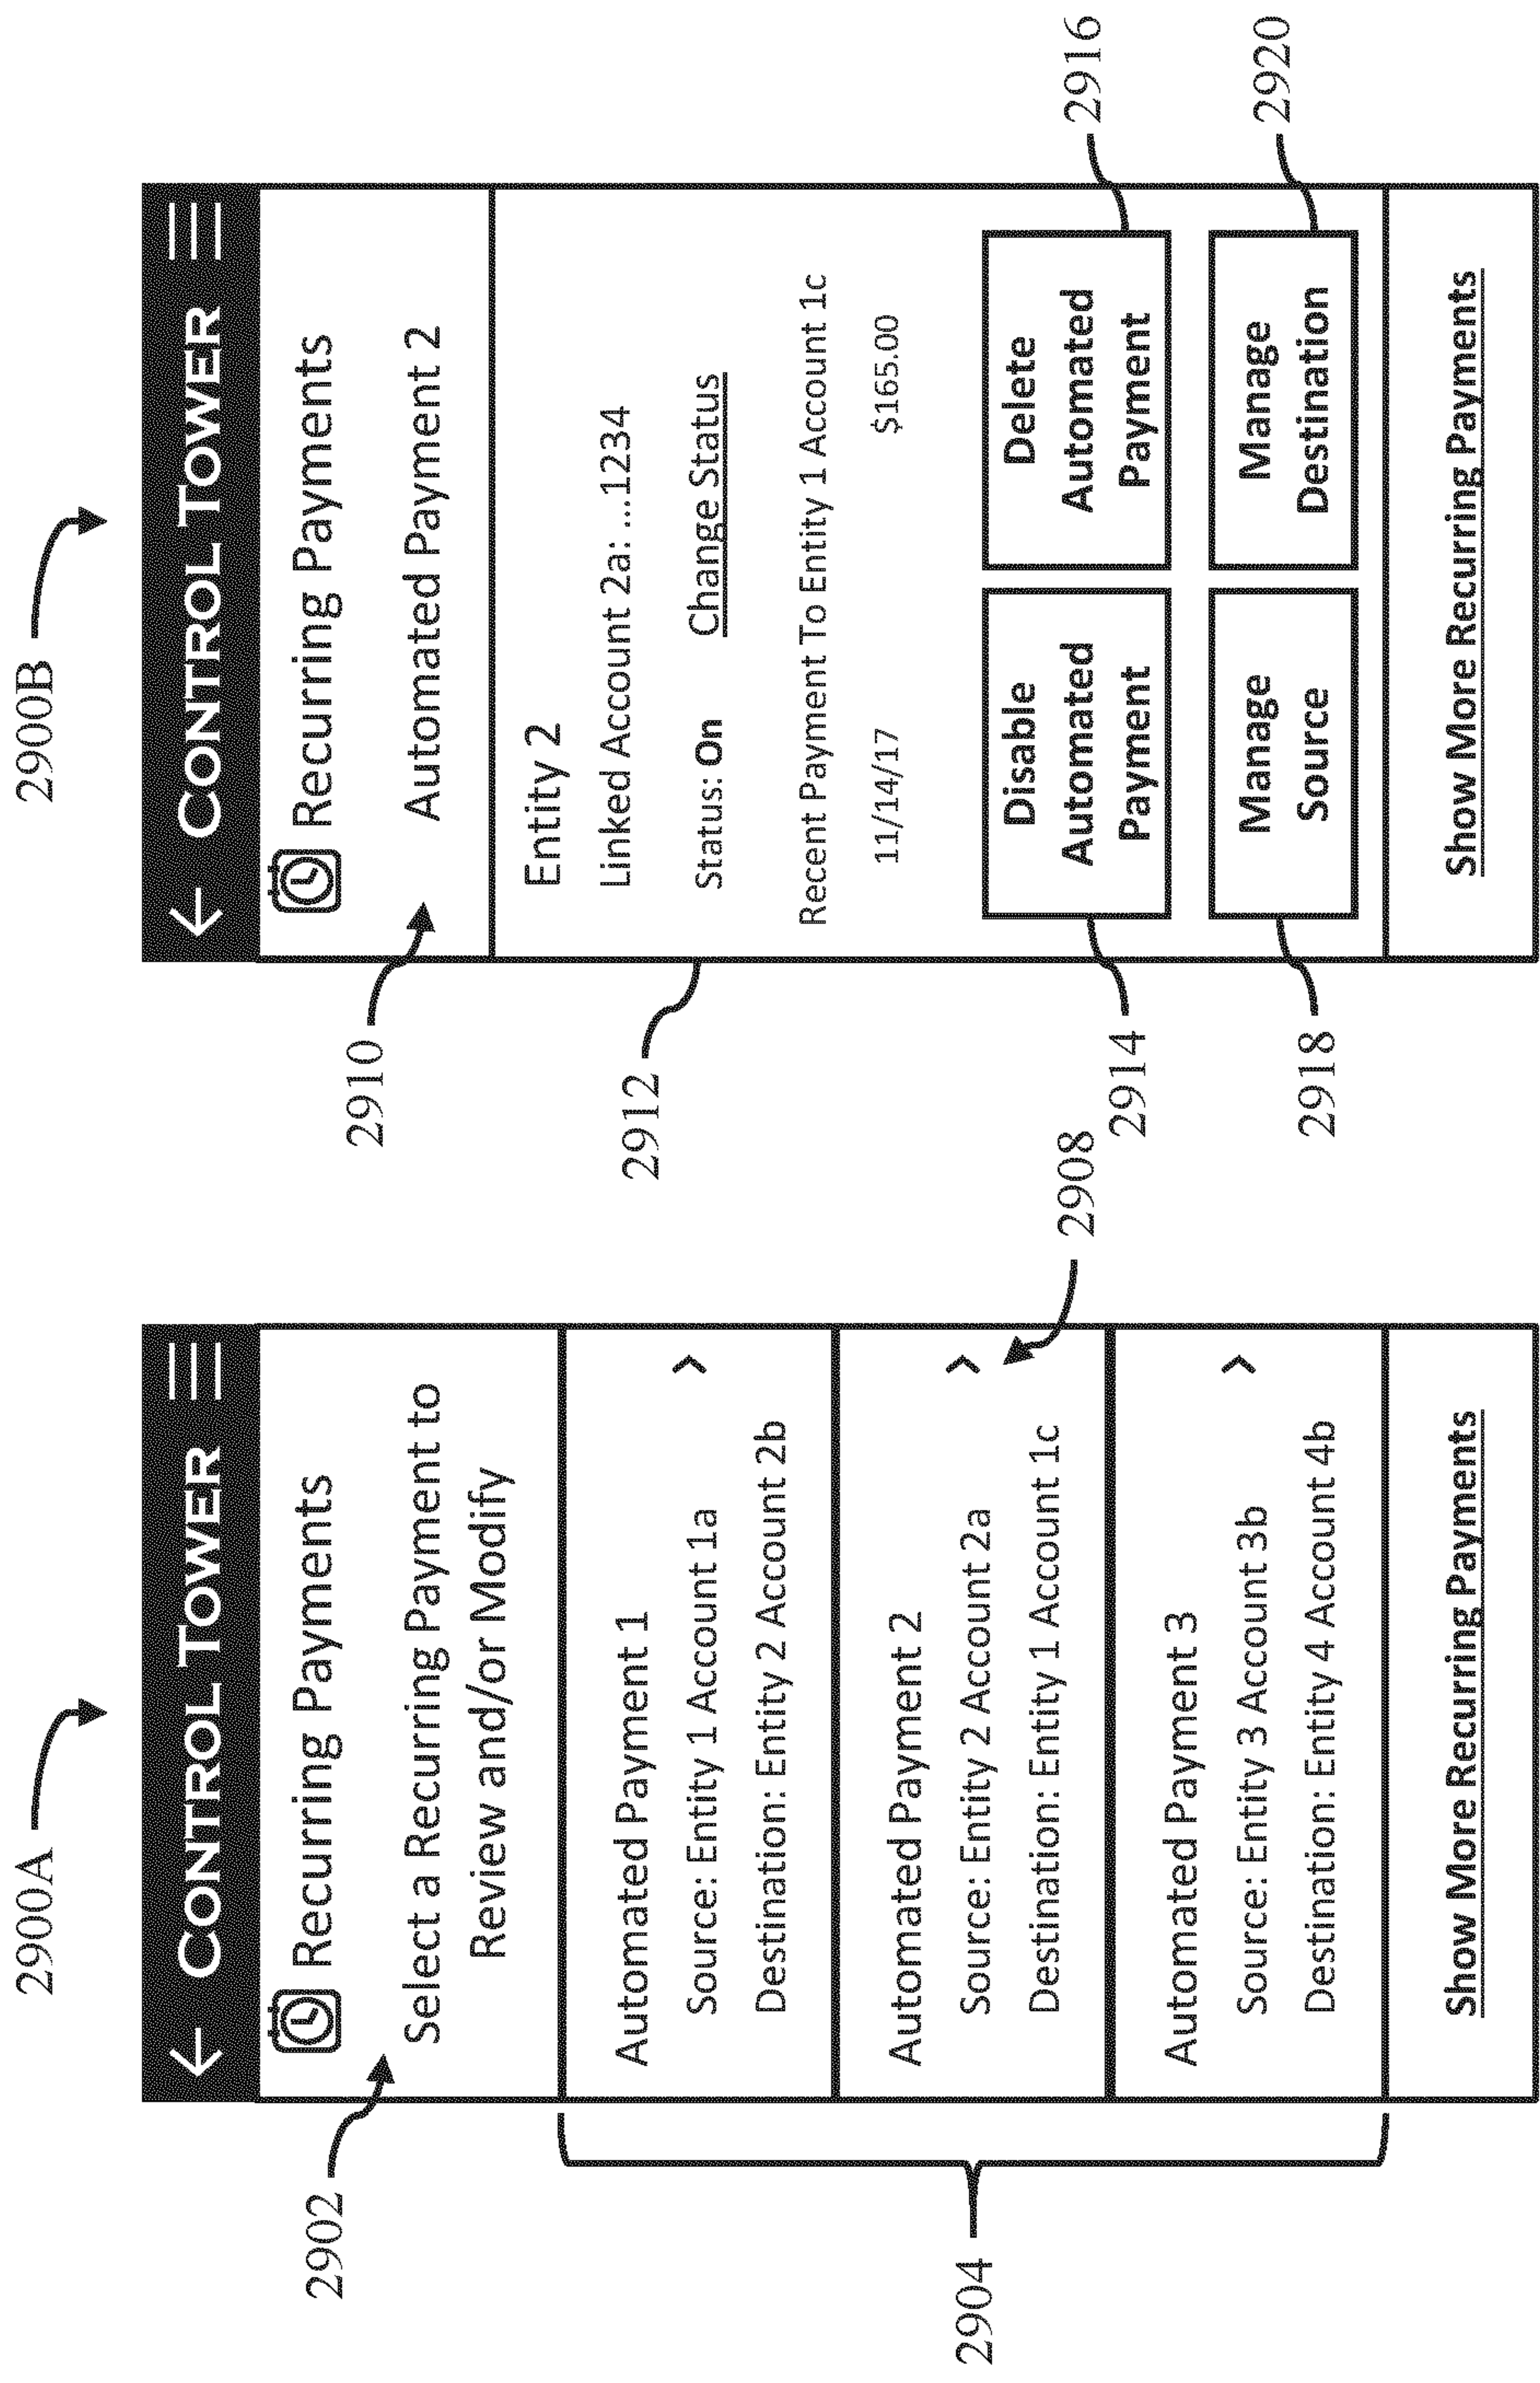 2900A
CONTROL TOWER
Recurring Payments
2902
Select a Recurring Payment to
Review and/or Modify
Automated Payment 1
Source: Entity 1 Account 1a
Destination: Entity 2 Account 2b
2904
Automated Payment 2
Source: Entity 2 Account 2a
Destination: Entity 1 Account 1c
2908
Automated Payment 3
Source: Entity 3 Account 3b
Destination: Entity 4 Account 4b
Show More Recurring Payments
2900B
CONTROL TOWER
Recurring Payments
2910
Automated Payment 2
2912
Entity 2
Linked Account 2a: ...1234
Status: On Change Status
Recent Payment To Entity 1 Account 1c
11/14/17 $165.00
2914
Disable
Automated
Payment
Delete
Automated
Payment
2916
2918
Manage
Source
Manage
Destination
2920
Show More Recurring Payments